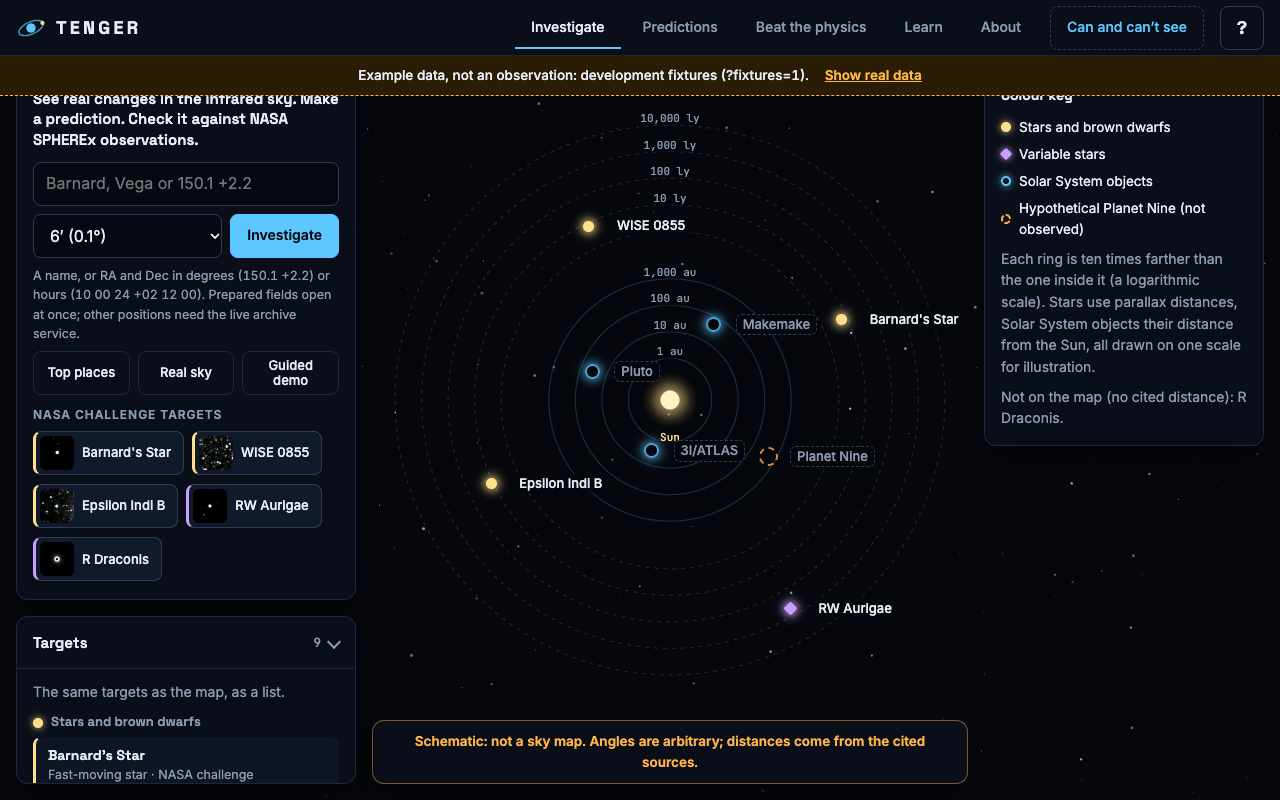 TENGER
Investigate
Predictions
Beat the physics
Learn
About
Can and can't see
?
Example data, not an observation: development fixtures (?fixtures=1). Show real data
See real changes in the infrared sky. Make
a prediction. Check it against NASA
SPHEREx observations.
Barnard, Vega or 150.1 +2.2
6′ (0.1°)
Investigate
A name, or RA and Dec in degrees (150.1 +2.2) or
hours (10 00 24 +02 12 00). Prepared fields open
at once; other positions need the live archive
service.
Top places
Real sky
Guided
demo
NASA CHALLENGE TARGETS
Barnard's Star
WISE 0855
Epsilon Indi B
RW Aurigae
R Draconis
Targets
9
The same targets as the map, as a list.
Stars and brown dwarfs
Barnard's Star
Fast-moving star · NASA challenge
10,000 ly
1,000 ly
100 ly
10 ly
WISE 0855
1,000 au
100 au
10 au
1 au
Makemake
Barnard's Star
Pluto
Sun
3I/ATLAS
Planet Nine
Epsilon Indi B
RW Aurigae
Schematic: not a sky map. Angles are arbitrary; distances come from the cited
sources.
Colour key
Stars and brown dwarfs
Variable stars
Solar System objects
Hypothetical Planet Nine (not
observed)
Each ring is ten times farther than
the one inside it (a logarithmic
scale). Stars use parallax distances,
Solar System objects their distance
from the Sun, all drawn on one scale
for illustration.
Not on the map (no cited distance): R
Draconis.